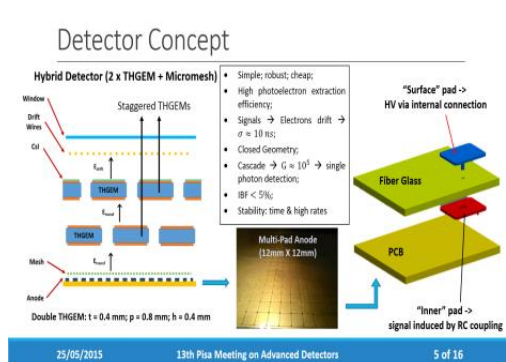 Detector Concept
Hybrid Detector (2 x THGEM + Micromesh)
Window
Drift
Wires
CsI
Staggered THGEMs
THGEM
THGEM
Mesh
Anode
Double THGEM: t = 0.4 mm; p = 0.8 mm; h = 0.4 mm
• Simple; robust; cheap;
• High photoelectron extraction
efficiency;
• Signals → Electrons drift →
σ ≈ 10 ns;
• Closed Geometry;
• Cascade → G ≈ 10⁵ → single
photon detection;
• IBF < 5%;
• Stability: time & high rates
Multi-Pad Anode
(12mm X 12mm)
"Surface" pad ->
HV via internal connection
Fiber Glass
PCB
"Inner" pad ->
signal induced by RC coupling
25/05/2015
13th Pisa Meeting on Advanced Detectors
5 of 16